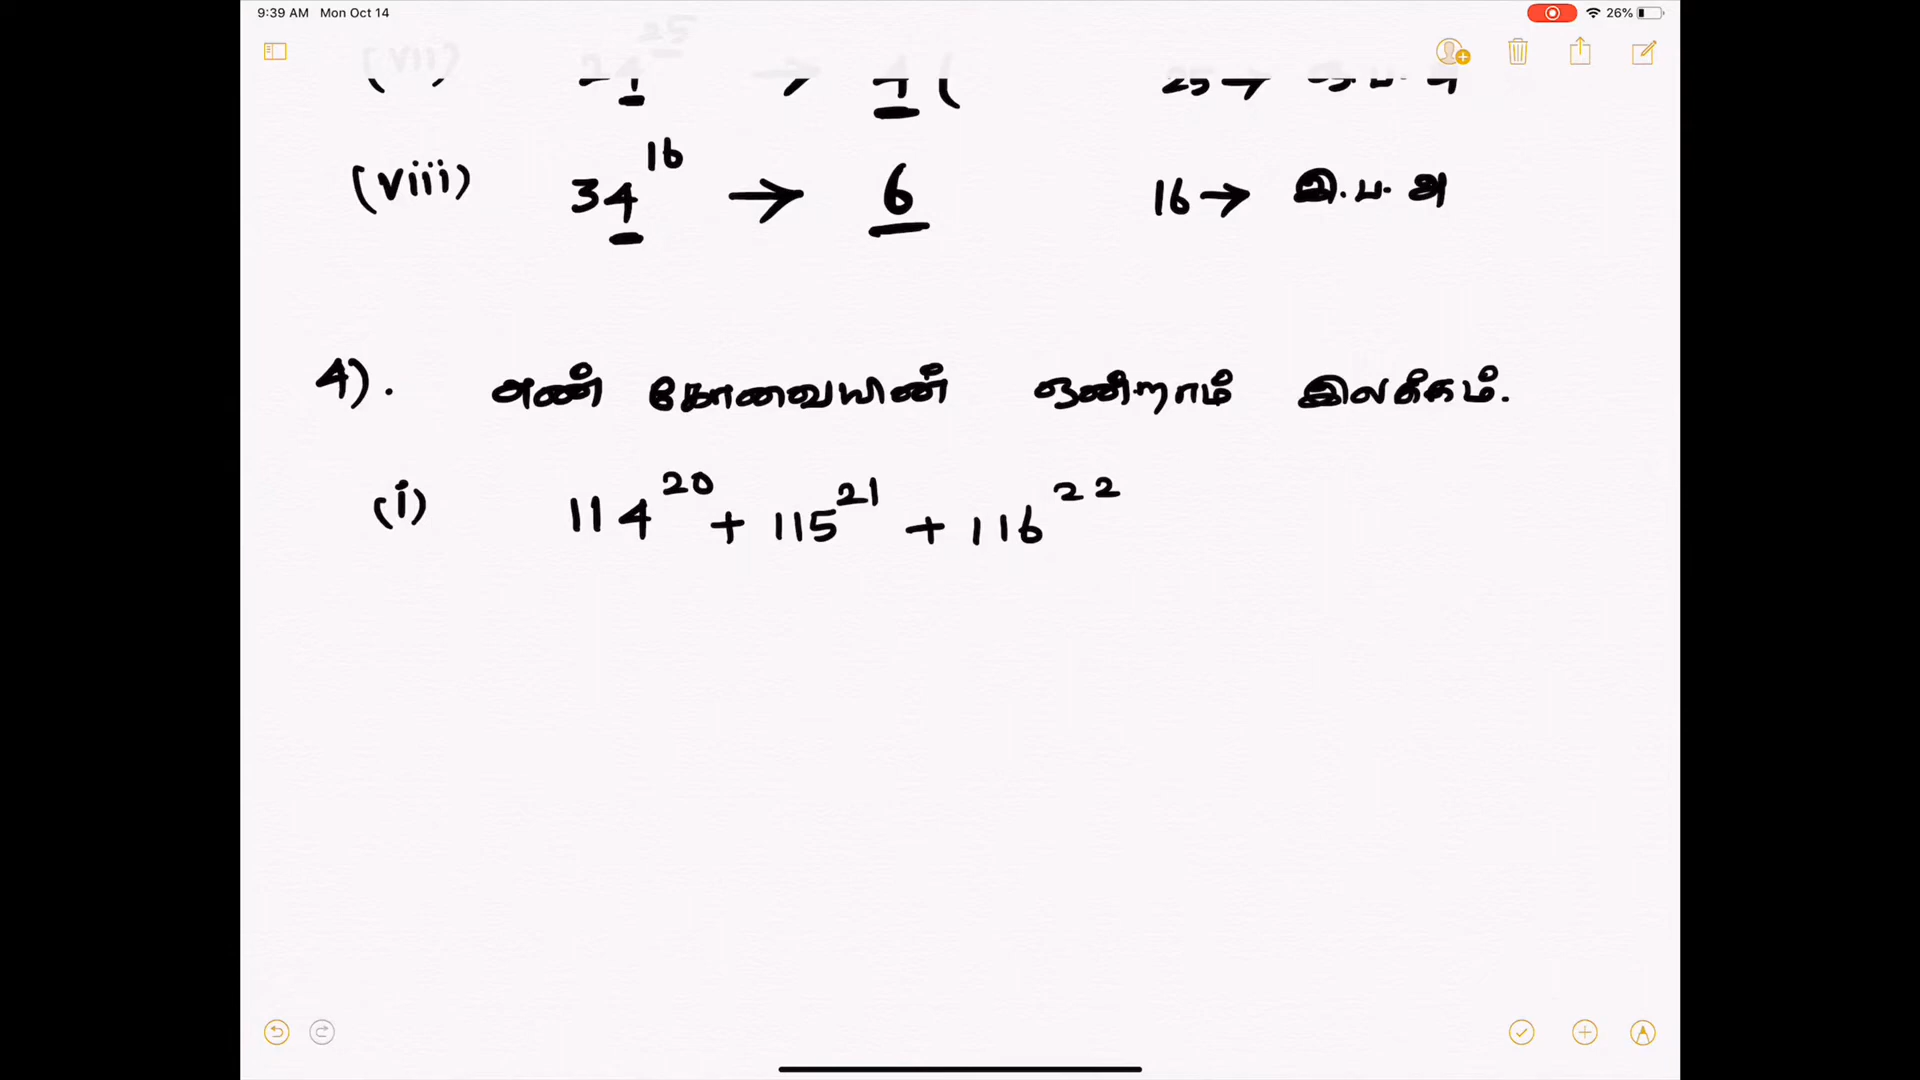 9:39 AM Mon Oct 14 26%
(viii) 34^16 → 6 16 → இ.ப.அ
4). எண் கோவையின் ஒன்றாம் இலக்கம்.
(i) 114^20 + 115^21 + 116^22